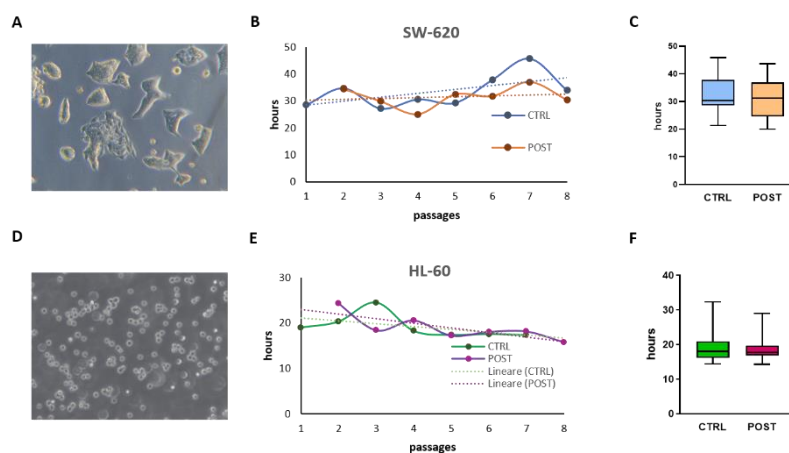 A
B
SW-620
C
50
40
30
20
10
0
hours
1 2 3 4 5 6 7 8
passages
CTRL
POST
50
40
30
20
10
0
hours
CTRL POST
D
E
HL-60
F
30
20
10
0
hours
1 2 3 4 5 6 7 8
passages
CTRL
POST
Lineare (CTRL)
Lineare (POST)
40
30
20
10
0
hours
CTRL POST